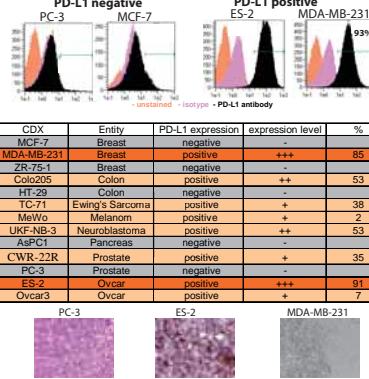 PD-L1 negative PD-L1 positive
PC-3 MCF-7 ES-2 MDA-MB-231
93%
- unstained - isotype - PD-L1 antibody
CDX Entity PD-L1 expression expression level %
MCF-7 Breast negative -
MDA-MB-231 Breast positive +++ 85
ZR-75-1 Breast negative -
Colo205 Colon positive ++ 53
HT-29 Colon negative -
TC-71 Ewing's Sarcoma positive + 38
MeWo Melanom positive + 2
UKF-NB-3 Neuroblastoma positive ++ 53
AsPC1 Pancreas negative -
CWR-22R Prostate positive + 35
PC-3 Prostate negative -
ES-2 Ovcar positive +++ 91
Ovcar3 Ovcar positive + 7
PC-3 ES-2 MDA-MB-231